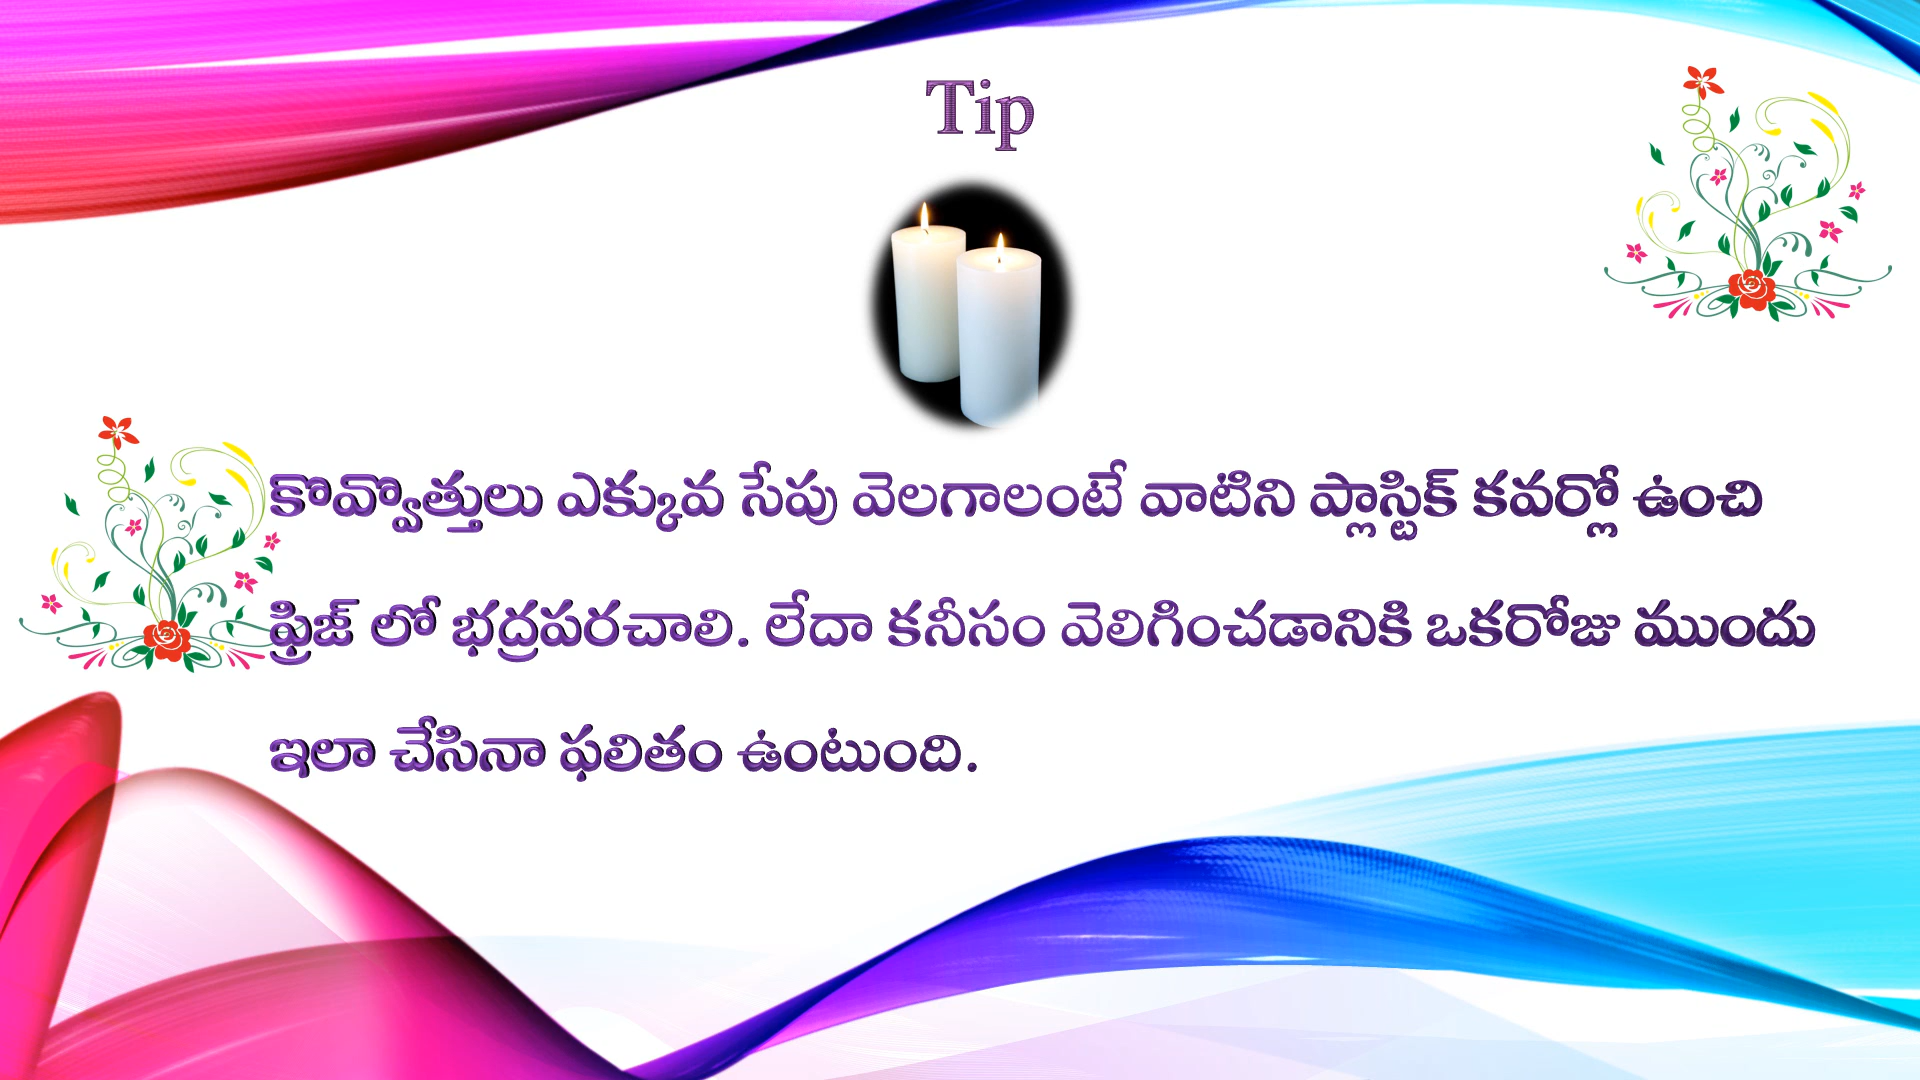 Tip
కొవ్వొత్తులు ఎక్కువ సేపు వెలగాలంటే వాటిని ప్లాస్టిక్ కవర్లో ఉంచి
ఫ్రిజ్ లో భద్రపరచాలి. లేదా కనీసం వెలిగించడానికి ఒకరోజు ముందు
ఇలా చేసినా ఫలితం ఉంటుంది.